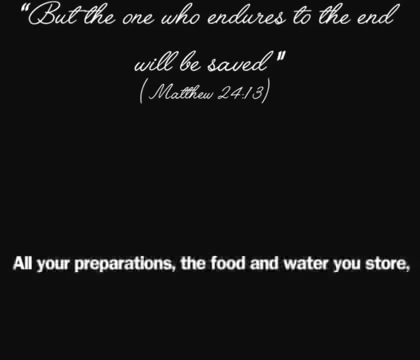 “But the one who endures to the end
will be saved"
(Matthew 24:13)
All your preparations, the food and water you store,